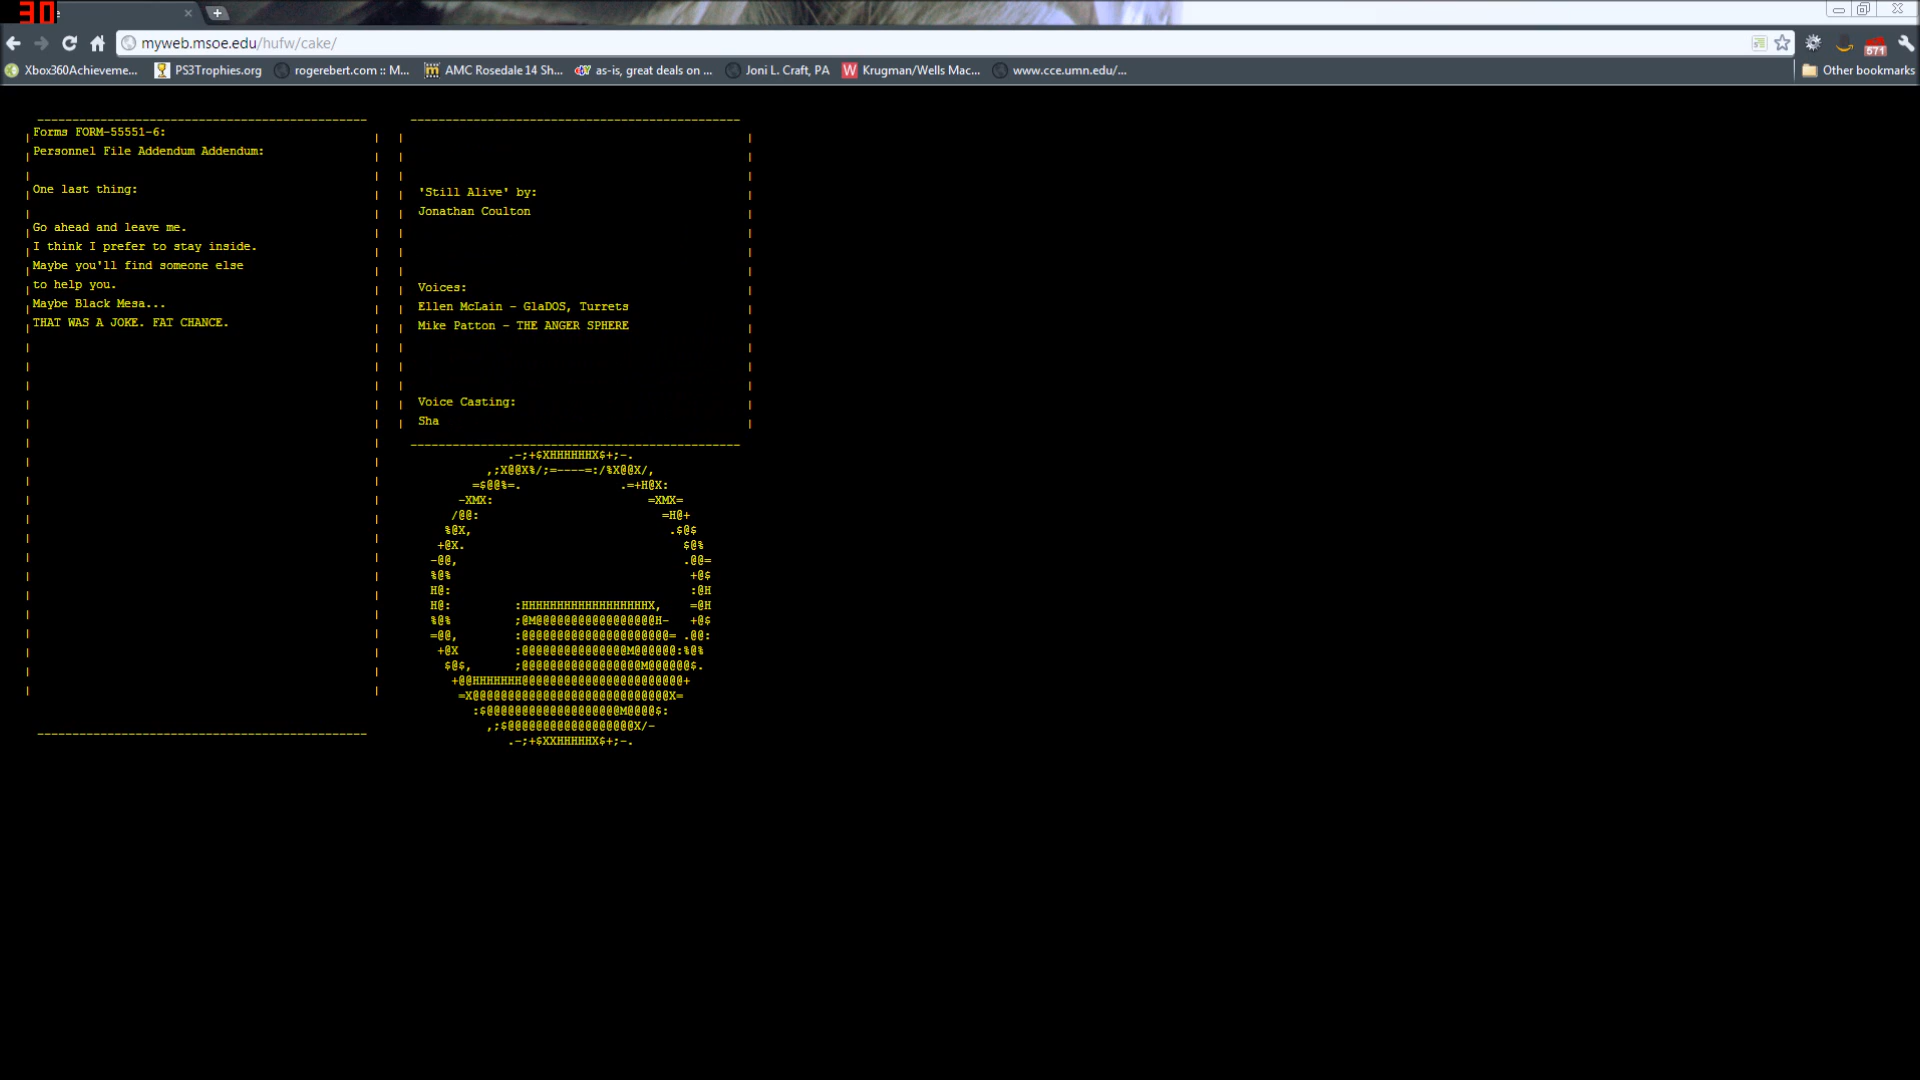 30
myweb.msoe.edu/hufw/cake/
571
Xbox360Achieveme...
PS3Trophies.org
rogerebert.com :: M...
AMC Rosedale 14 Sh...
as-is, great deals on ...
Joni L. Craft, PA
Krugman/Wells Mac...
www.cce.umn.edu/...
Other bookmarks
Forms FORM-55551-6:
Personnel File Addendum Addendum:
One last thing:
Go ahead and leave me.
I think I prefer to stay inside.
Maybe you'll find someone else
to help you.
Maybe Black Mesa...
THAT WAS A JOKE. FAT CHANCE.
'Still Alive' by:
Jonathan Coulton
Voices:
Ellen McLain - GlaDOS, Turrets
Mike Patton - THE ANGER SPHERE
Voice Casting:
Sha